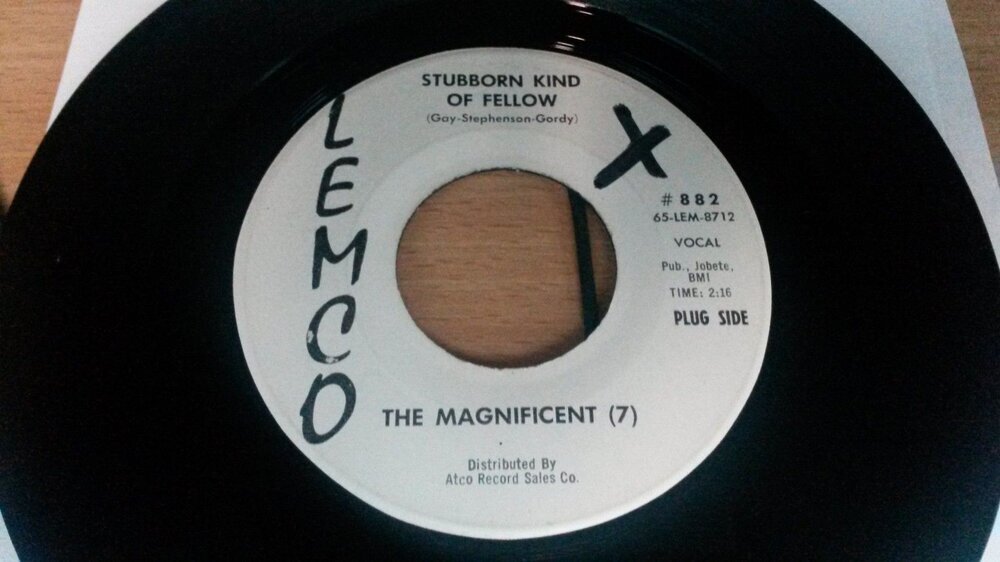 STUBBORN KIND
OF FELLOW
(Gay-Stephenson-Gordy)
LEMCO
X
# 882
65-LEM-8712
VOCAL
Pub., Jobete,
BMI
TIME: 2:16
PLUG SIDE
THE MAGNIFICENT (7)
Distributed By
Atco Record Sales Co.